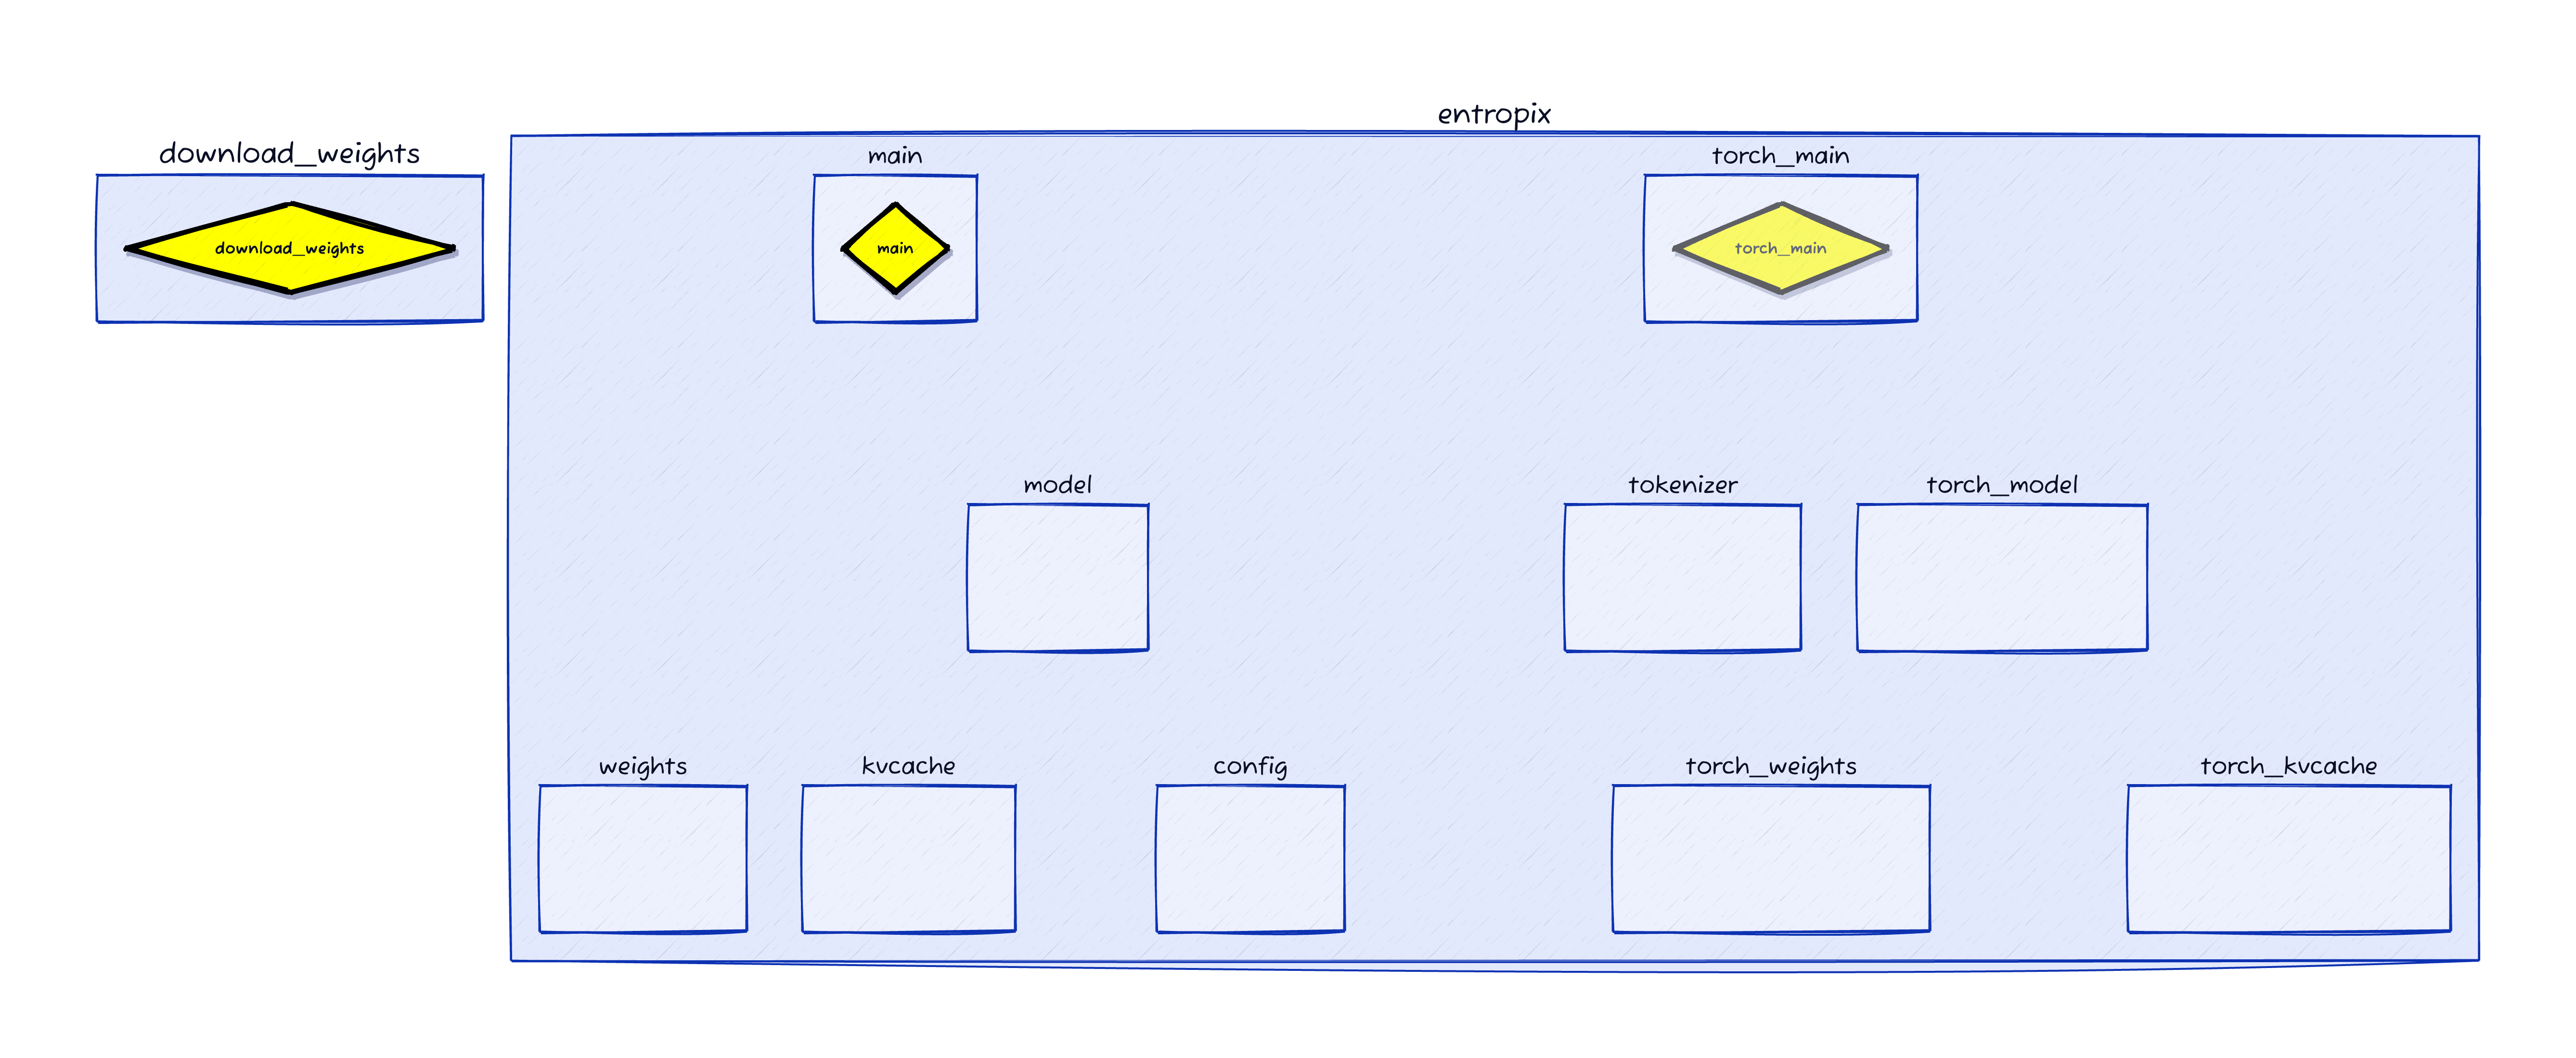 entropix
download_weights
main
torch_main
download_weights
main
torch_main
model
tokenizer
torch_model
weights
kvcache
config
torch_weights
torch_kvcache